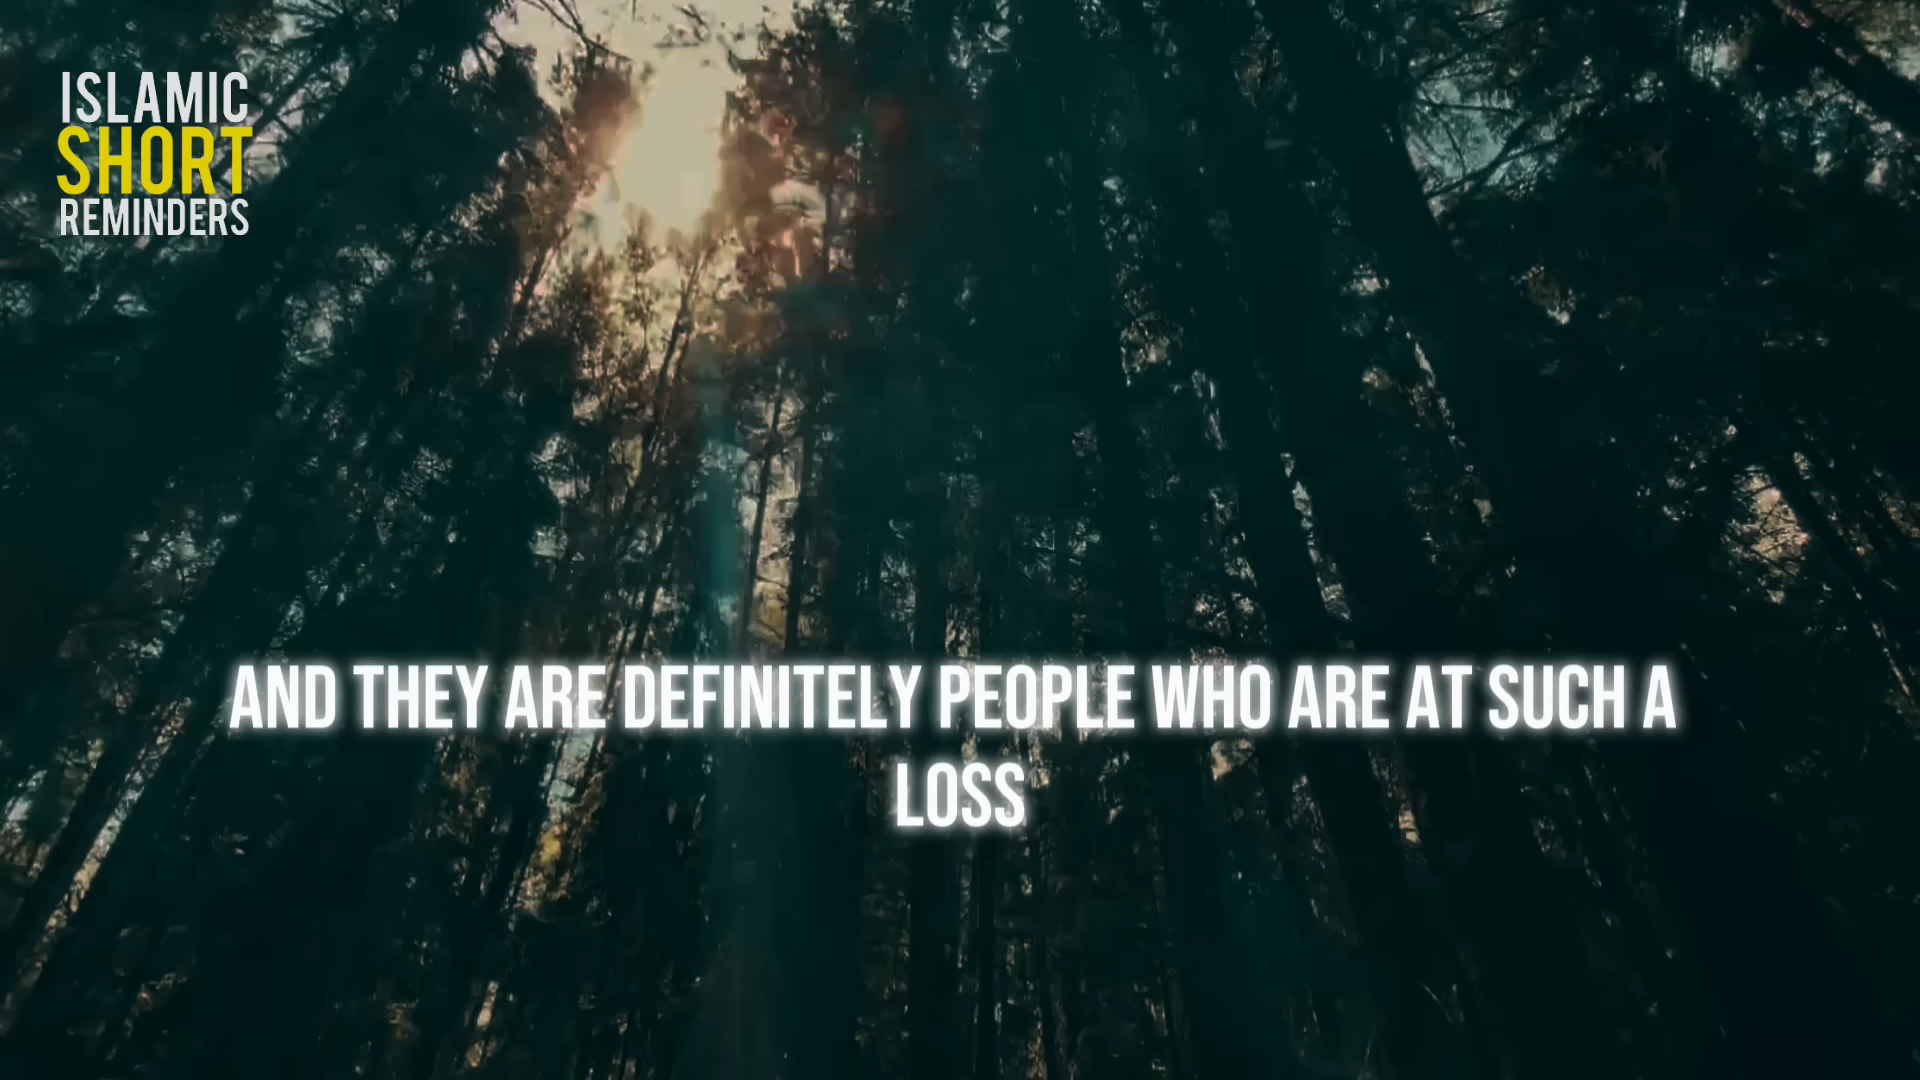 ISLAMIC
SHORT
REMINDERS
AND THEY ARE DEFINITELY PEOPLE WHO ARE AT SUCH A
LOSS